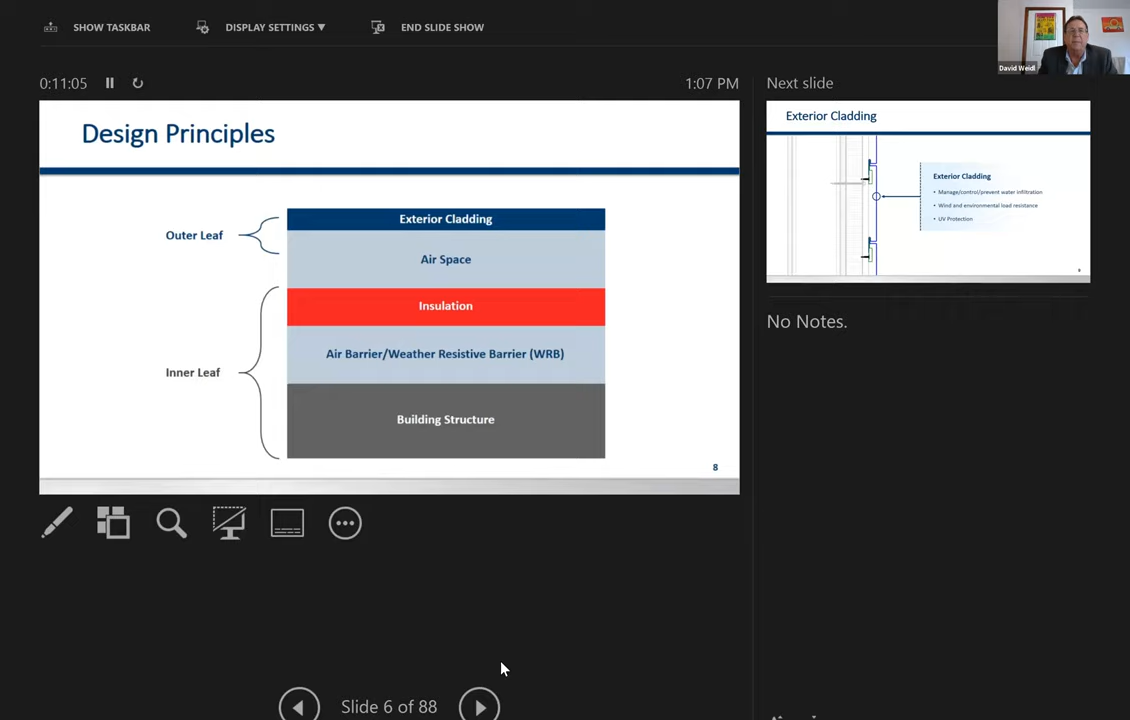 SHOW TASKBAR
DISPLAY SETTINGS ▼
END SLIDE SHOW
David Weidl
0:11:05
1:07 PM
Next slide
Design Principles
Outer Leaf
Exterior Cladding
Air Space
Insulation
Air Barrier/Weather Resistive Barrier (WRB)
Inner Leaf
Building Structure
8
Exterior Cladding
Exterior Cladding
• Manage/control/prevent water infiltration
• Wind and environmental load resistance
• UV Protection
9
No Notes.
Slide 6 of 88